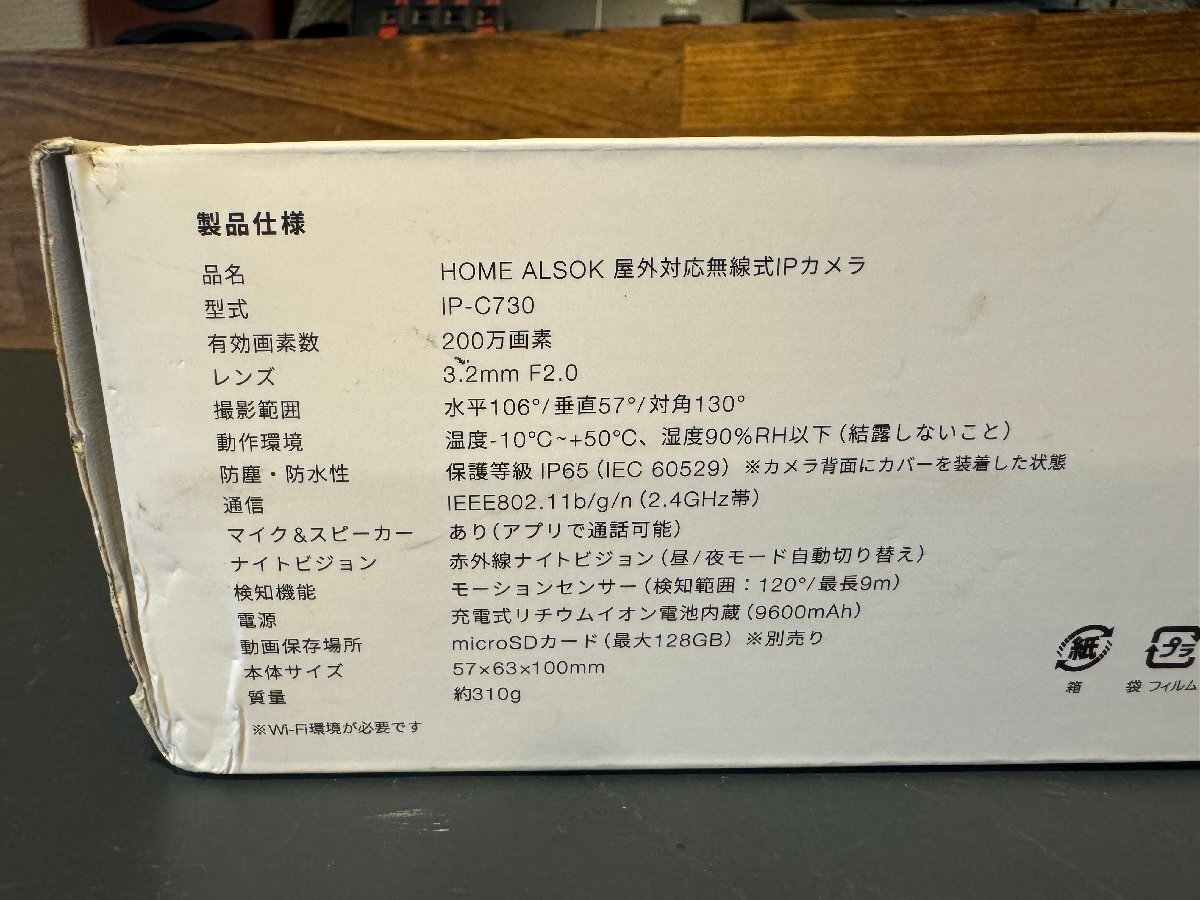 製品仕様
品名 HOME ALSOK 屋外対応無線式IPカメラ
型式 IP-C730
有効画素数 200万画素
レンズ 3.2mm F2.0
撮影範囲 水平106°/垂直57°/対角130°
動作環境 温度-10℃~+50℃、湿度90%RH以下（結露しないこと）
防塵・防水性 保護等級 IP65（IEC 60529）※カメラ背面にカバーを装着した状態
通信 IEEE802.11b/g/n（2.4GHz帯）
マイク&スピーカー あり（アプリで通話可能）
ナイトビジョン 赤外線ナイトビジョン（昼/夜モード自動切り替え）
検知機能 モーションセンサー（検知範囲：120°/最長9m）
電源 充電式リチウムイオン電池内蔵（9600mAh）
動画保存場所 microSDカード（最大128GB）※別売り
本体サイズ 57×63×100mm
質量 約310g
※Wi-Fi環境が必要です
紙 プラ
箱 袋 フィルム